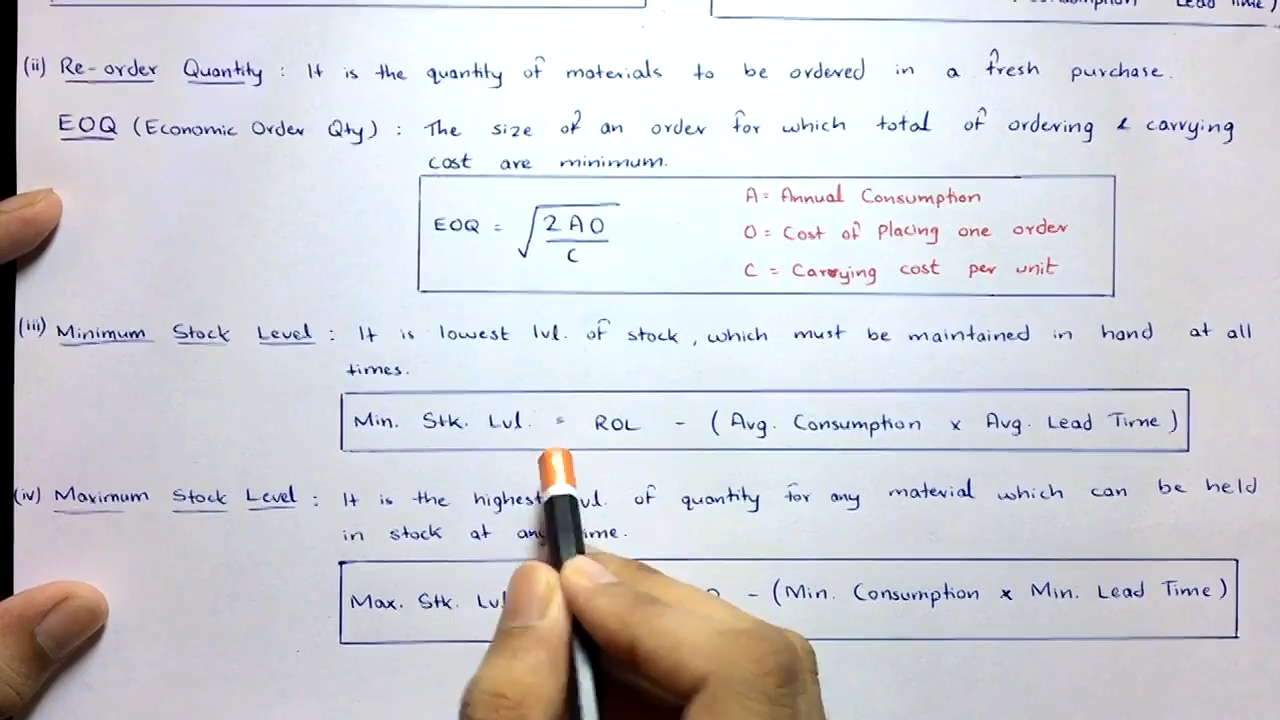 Lead Time)
(ii) Re-order Quantity : It is the quantity of materials to be ordered in a fresh purchase.
EOQ (Economic Order Qty) : The size of an order for which total of ordering & carrying
cost are minimum.
EOQ = √(2AO/C)
A = Annual Consumption
O = Cost of placing one order
C = Carrying cost per unit
(iii) Minimum Stock Level : It is lowest lvl. of stock, which must be maintained in hand at all
times.
Min. Stk. Lvl. = ROL - (Avg. Consumption x Avg. Lead Time)
(iv) Maximum Stock Level : It is the highest lvl. of quantity for any material which can be held
in stock at any time.
Max. Stk. Lvl - (Min. Consumption x Min. Lead Time)